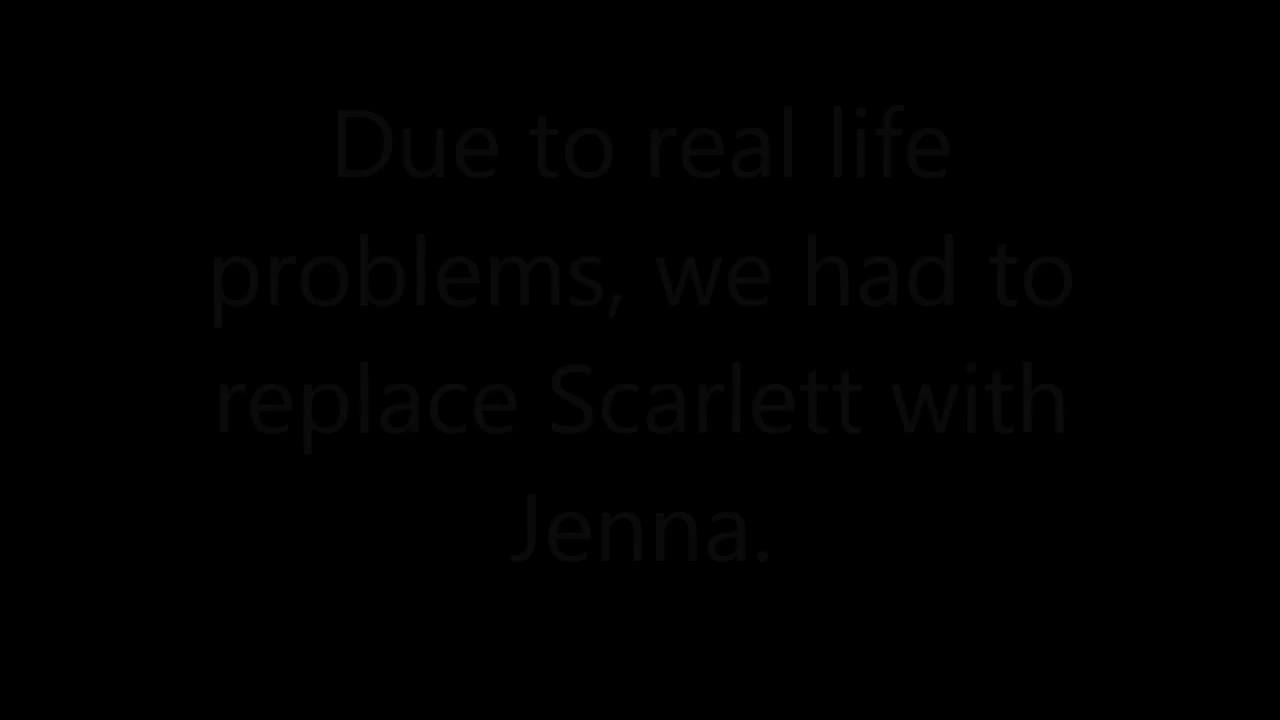 Due to real life
problems, we had to
replace Scarlett with
Jenna.